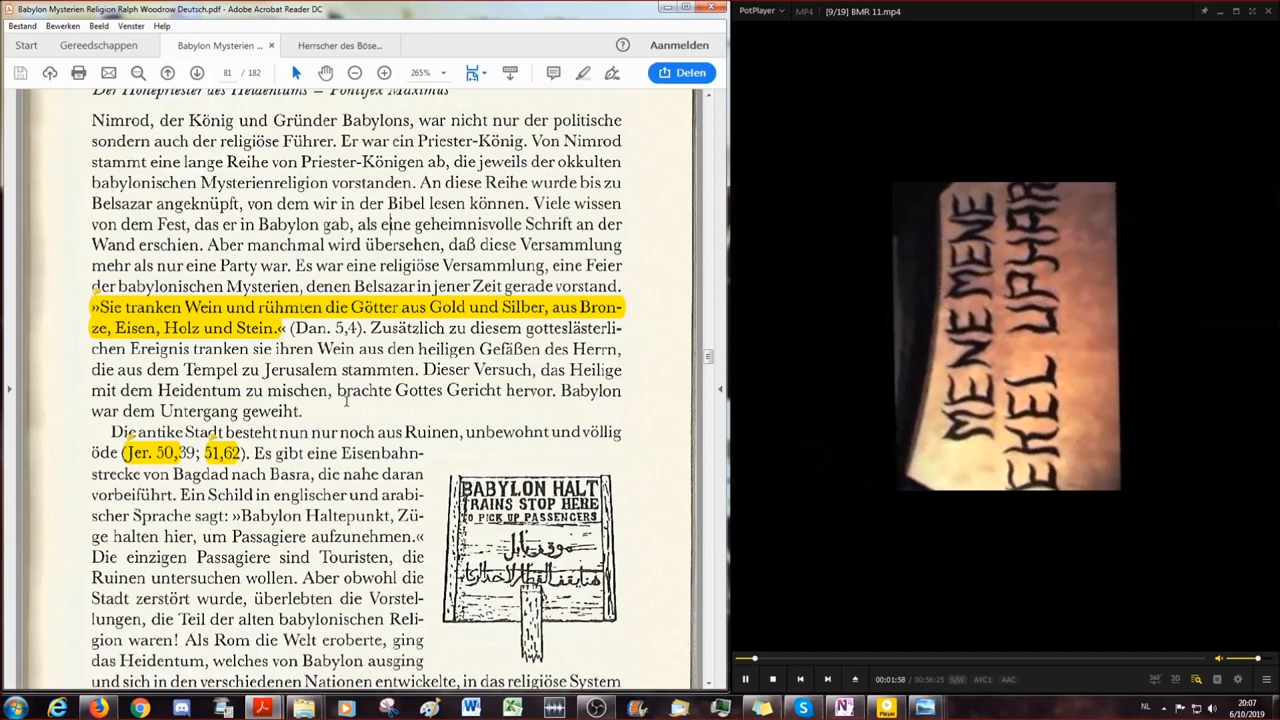 Babylon Mysterien Religion Ralph Woodrow Deutsch.pdf - Adobe Acrobat Reader DC
Bestand Bewerken Beeld Venster Help
Start Gereedschappen Babylon Mysterien ... × Herrscher des Böse... Aanmelden
81 / 182 265% Delen
Der Hohepriester des Heidentums – Pontifex Maximus
Nimrod, der König und Gründer Babylons, war nicht nur der politische
sondern auch der religiöse Führer. Er war ein Priester-König. Von Nimrod
stammt eine lange Reihe von Priester-Königen ab, die jeweils der okkulten
babylonischen Mysterienreligion vorstanden. An diese Reihe wurde bis zu
Belsazar angeknüpft, von dem wir in der Bibel lesen können. Viele wissen
von dem Fest, das er in Babylon gab, als eine geheimnisvolle Schrift an der
Wand erschien. Aber manchmal wird übersehen, daß diese Versammlung
mehr als nur eine Party war. Es war eine religiöse Versammlung, eine Feier
der babylonischen Mysterien, denen Belsazar in jener Zeit gerade vorstand.
»Sie tranken Wein und rühmten die Götter aus Gold und Silber, aus Bron-
ze, Eisen, Holz und Stein.« (Dan. 5,4). Zusätzlich zu diesem gotteslästerli-
chen Ereignis tranken sie ihren Wein aus den heiligen Gefäßen des Herrn,
die aus dem Tempel zu Jerusalem stammten. Dieser Versuch, das Heilige
mit dem Heidentum zu mischen, brachte Gottes Gericht hervor. Babylon
war dem Untergang geweiht.
Die antike Stadt besteht nun nur noch aus Ruinen, unbewohnt und völlig
öde (Jer. 50,39; 51,62). Es gibt eine Eisenbahn-
strecke von Bagdad nach Basra, die nahe daran
vorbeiführt. Ein Schild in englischer und arabi-
scher Sprache sagt: »Babylon Haltepunkt, Zü-
ge halten hier, um Passagiere aufzunehmen.«
Die einzigen Passagiere sind Touristen, die
Ruinen untersuchen wollen. Aber obwohl die
Stadt zerstört wurde, überlebten die Vorstel-
lungen, die Teil der alten babylonischen Reli-
gion waren! Als Rom die Welt eroberte, ging
das Heidentum, welches von Babylon ausging
und sich in den verschiedenen Nationen entwickelte, in das religiöse System
BABYLON HALT
TRAINS STOP HERE
TO PICK UP PASSENGERS
موقف بابل
PotPlayer MP4 [9/19] BMR 11.mp4
MENE MENE
EKEL UPHAR
00:01:58 / 00:56:25 S/W AVC1 AAC
NL 20:07
6/10/2019